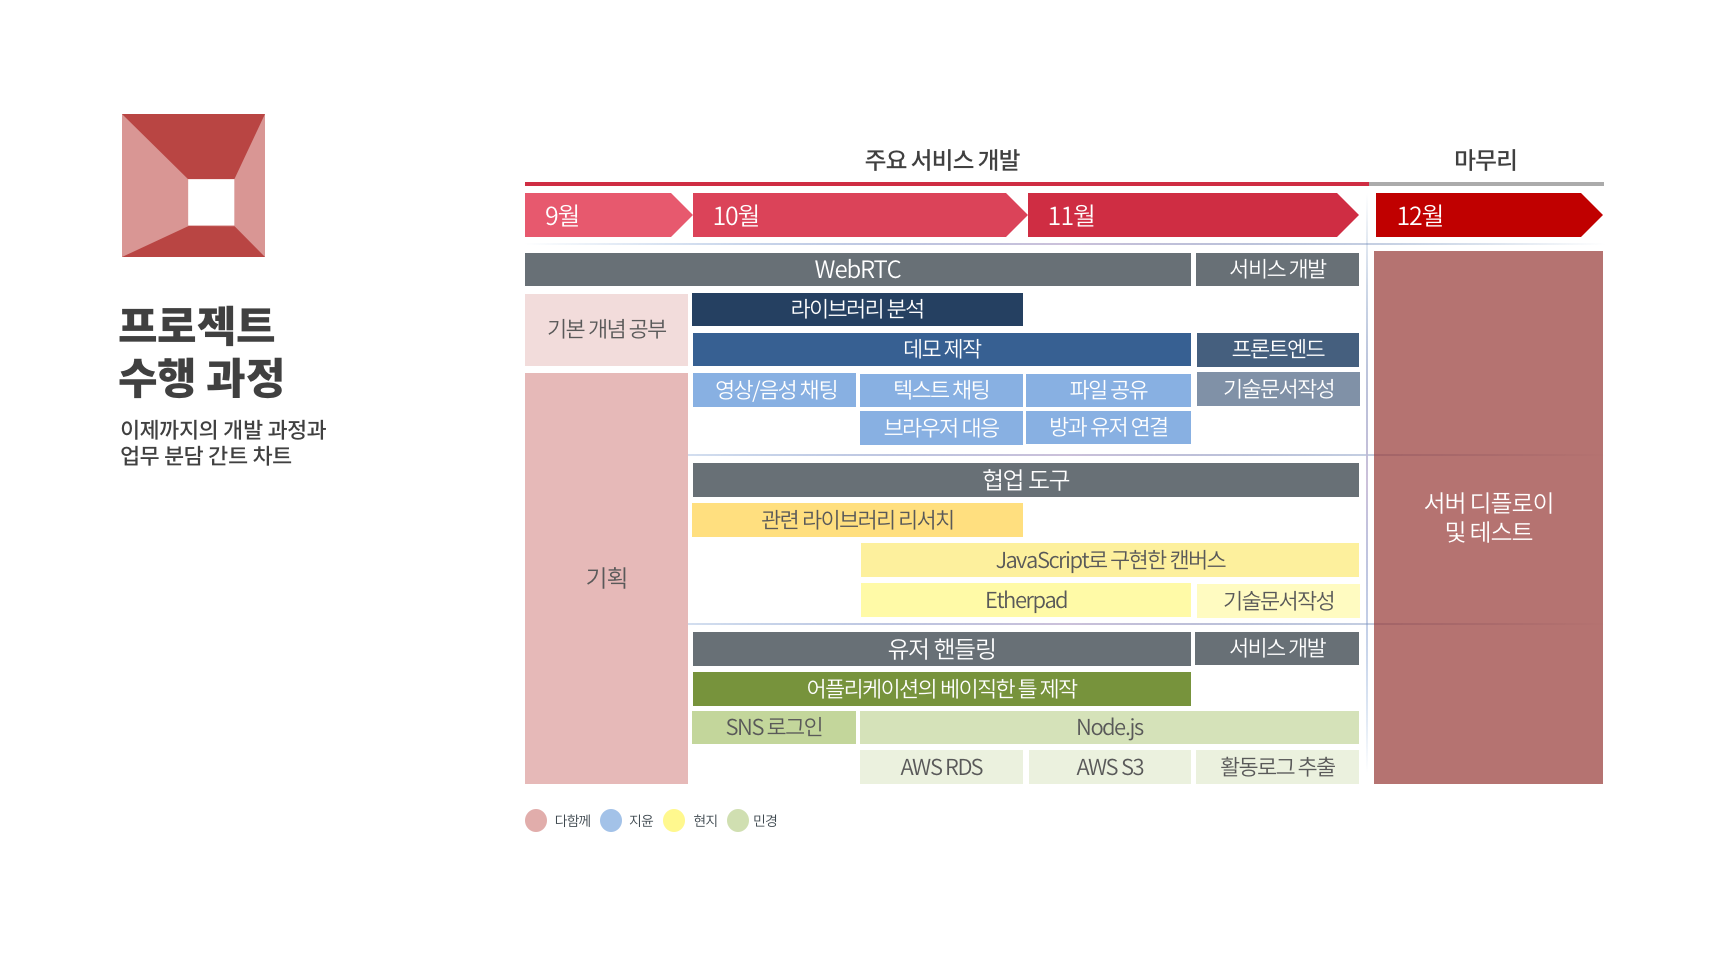 프로젝트
수행 과정
이제까지의 개발 과정과
업무 분담 간트 차트
주요 서비스 개발
마무리
9월
10월
11월
12월
WebRTC
서비스 개발
기본 개념 공부
라이브러리 분석
데모 제작
프론트엔드
영상/음성 채팅
텍스트 채팅
파일 공유
기술문서작성
브라우저 대응
방과 유저 연결
기획
협업 도구
관련 라이브러리 리서치
JavaScript로 구현한 캔버스
Etherpad
기술문서작성
유저 핸들링
서비스 개발
어플리케이션의 베이직한 틀 제작
SNS 로그인
Node.js
AWS RDS
AWS S3
활동로그 추출
서버 디플로이
및 테스트
다함께
지윤
현지
민경